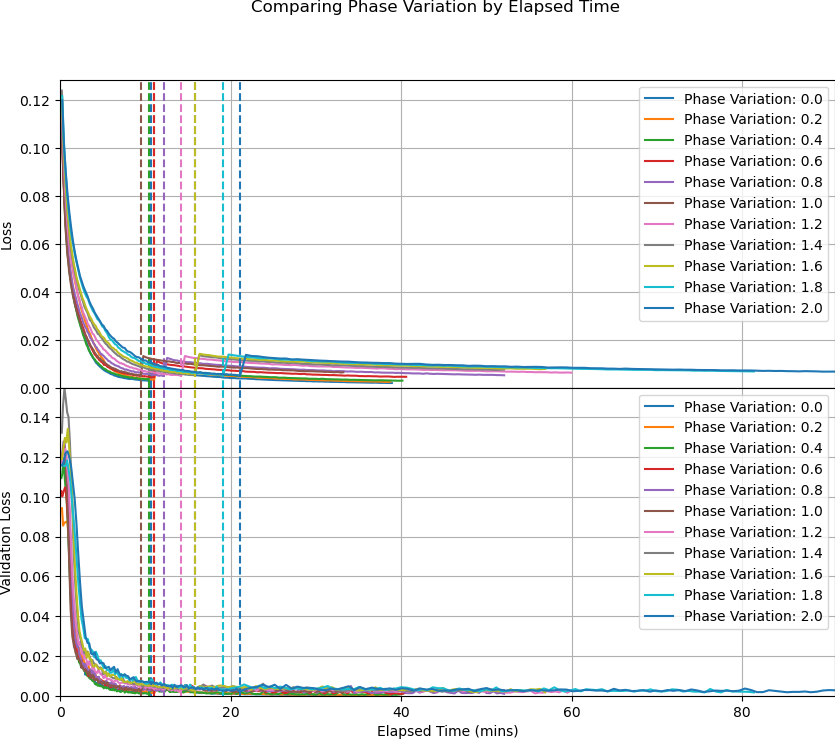 Comparing Phase Variation by Elapsed Time
0.12
0.10
0.08
0.06
0.04
0.02
0.00
Loss
Phase Variation: 0.0
Phase Variation: 0.2
Phase Variation: 0.4
Phase Variation: 0.6
Phase Variation: 0.8
Phase Variation: 1.0
Phase Variation: 1.2
Phase Variation: 1.4
Phase Variation: 1.6
Phase Variation: 1.8
Phase Variation: 2.0
0.14
0.12
0.10
0.08
0.06
0.04
0.02
0.00
Validation Loss
Phase Variation: 0.0
Phase Variation: 0.2
Phase Variation: 0.4
Phase Variation: 0.6
Phase Variation: 0.8
Phase Variation: 1.0
Phase Variation: 1.2
Phase Variation: 1.4
Phase Variation: 1.6
Phase Variation: 1.8
Phase Variation: 2.0
0 20 40 60 80
Elapsed Time (mins)